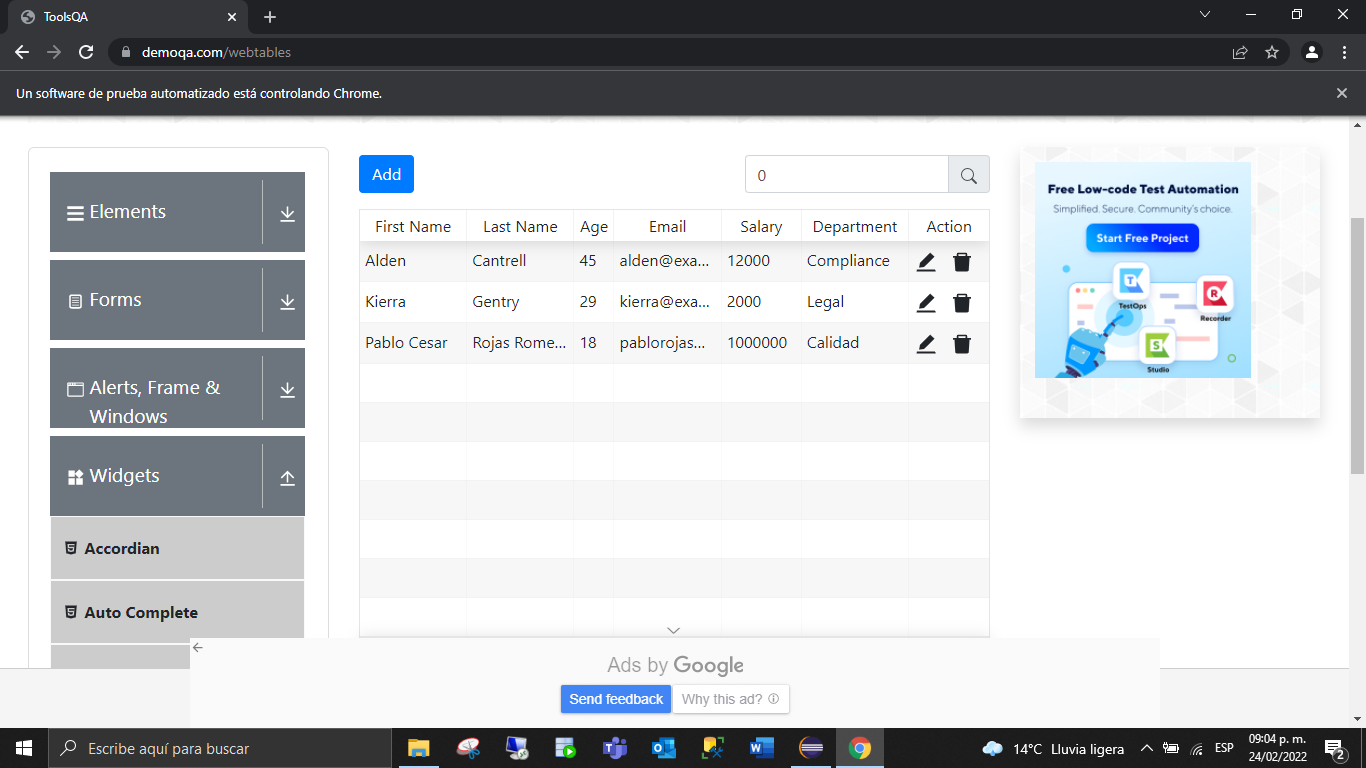 ToolsQA
demoqa.com/webtables
Un software de prueba automatizado está controlando Chrome.
Elements
Forms
Alerts, Frame &
Windows
Widgets
Accordian
Auto Complete
Add
0
First Name Last Name Age Email Salary Department Action
Alden Cantrell 45 alden@exa... 12000 Compliance
Kierra Gentry 29 kierra@exa... 2000 Legal
Pablo Cesar Rojas Rome... 18 pablorojas... 1000000 Calidad
Free Low-code Test Automation
Simplified. Secure. Community's choice.
Start Free Project
TestOps
Recorder
Studio
Ads by Google
Send feedback Why this ad?
Escribe aquí para buscar
14°C Lluvia ligera
ESP
09:04 p. m.
24/02/2022
2